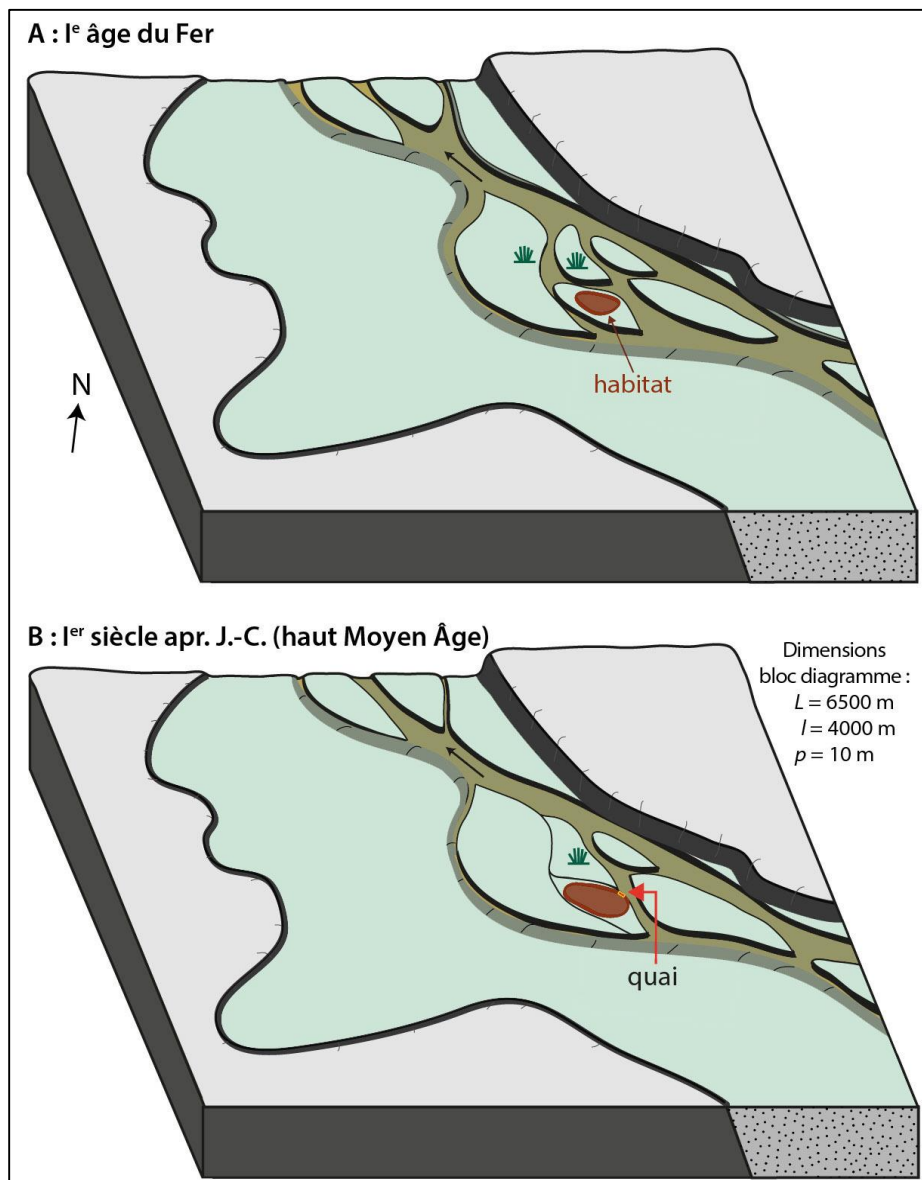 A : Iᵉ âge du Fer
N
habitat
B : Iᵉʳ siècle apr. J.-C. (haut Moyen Âge)
Dimensions
bloc diagramme :
L = 6500 m
l = 4000 m
p = 10 m
quai